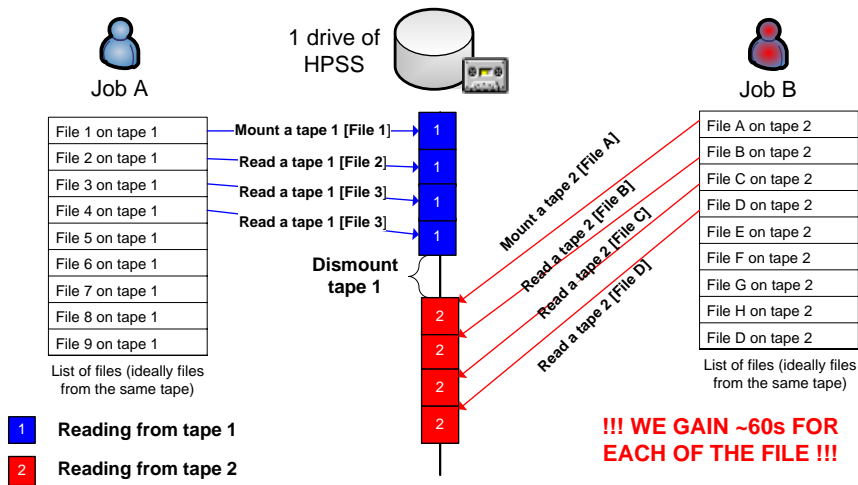 Job A
1 drive of
HPSS
Job B
File 1 on tape 1
File 2 on tape 1
File 3 on tape 1
File 4 on tape 1
File 5 on tape 1
File 6 on tape 1
File 7 on tape 1
File 8 on tape 1
File 9 on tape 1
List of files (ideally files
from the same tape)
Mount a tape 1 [File 1]
Read a tape 1 [File 2]
Read a tape 1 [File 3]
Read a tape 1 [File 3]
1
1
1
1
Dismount
tape 1
2
2
2
2
Mount a tape 2 [File A]
Read a tape 2 [File B]
Read a tape 2 [File C]
Read a tape 2 [File D]
File A on tape 2
File B on tape 2
File C on tape 2
File D on tape 2
File E on tape 2
File F on tape 2
File G on tape 2
File H on tape 2
File D on tape 2
List of files (ideally files
from the same tape)
1 Reading from tape 1
2 Reading from tape 2
!!! WE GAIN ~60s FOR
EACH OF THE FILE !!!